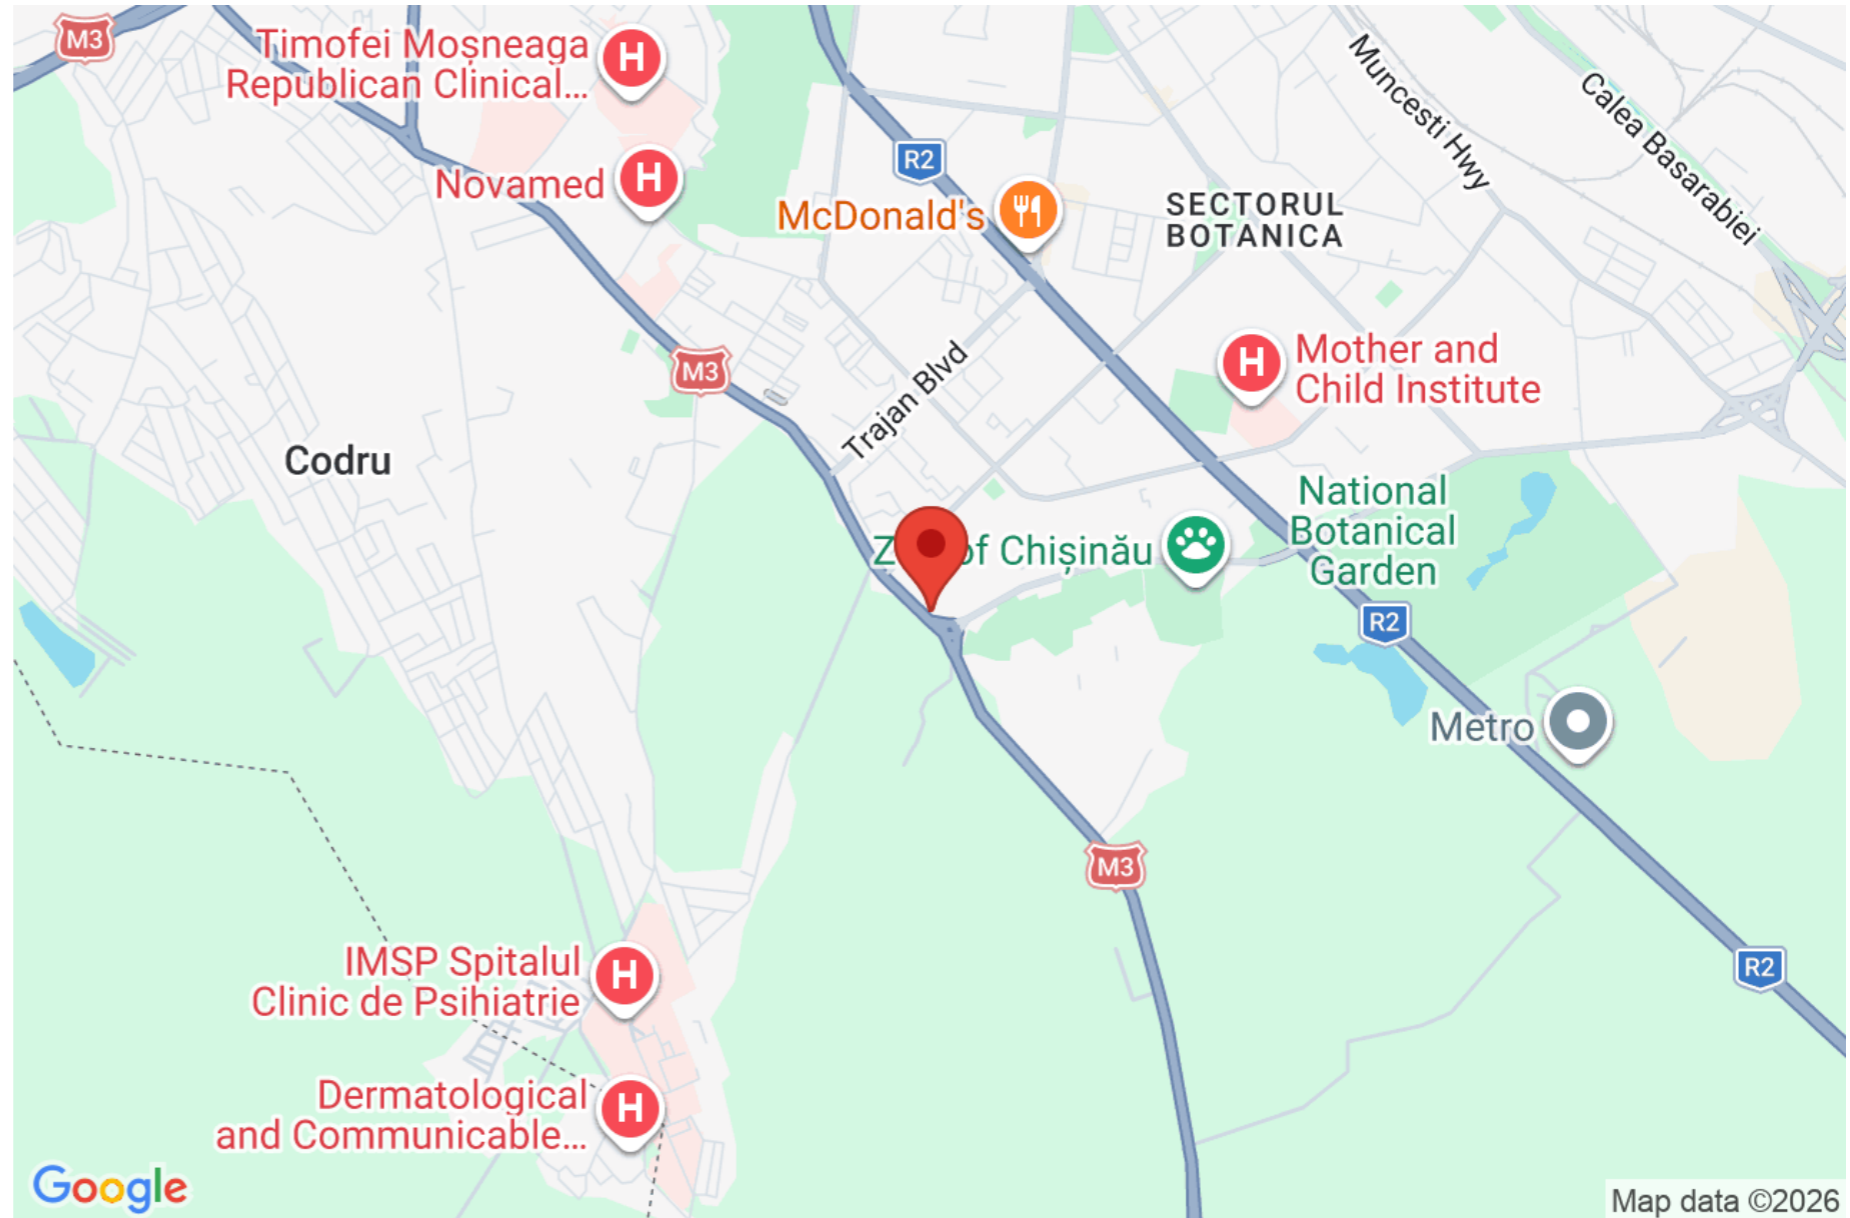 M3
Timofei Moșneaga
Republican Clinical...
H
Novamed
H
R2
McDonald's
SECTORUL
BOTANICA
Muncesti Hwy
Calea Basarabiei
M3
Trajan Blvd
H
Mother and
Child Institute
Codru
of Chișinău
National
Botanical
Garden
R2
Metro
M3
IMSP Spitalul
Clinic de Psihiatrie
H
R2
Dermatological
and Communicable...
H
Google
Map data ©2026